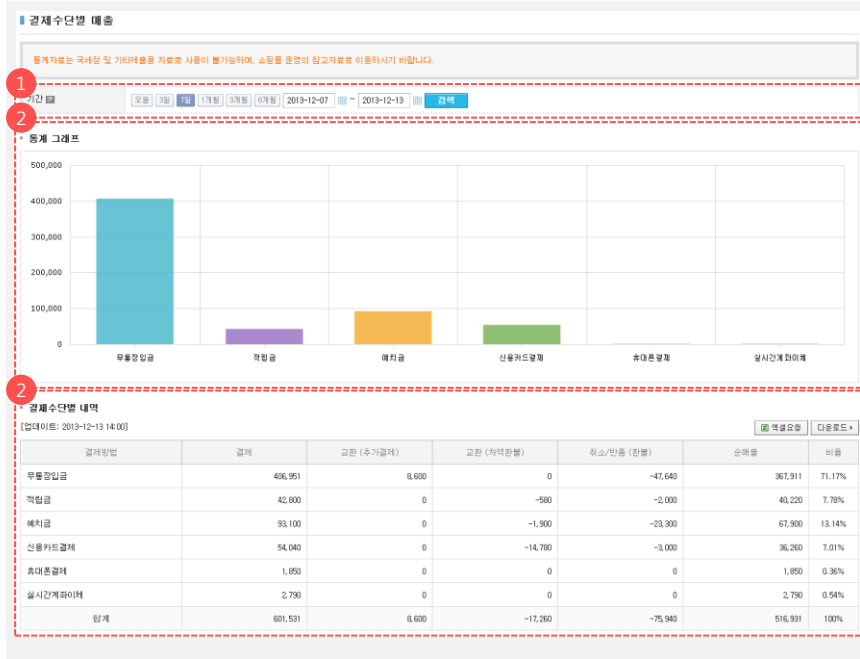 결제수단별 매출
통계자료는 국세청 및 기타제출용 자료로 사용이 불가능하며, 쇼핑몰 운영의 참고자료로 이용하시기 바랍니다.
1
기간 오늘 3일 7일 1개월 3개월 6개월 2013-12-07 ~ 2013-12-13 검색
2
통계 그래프
500,000
400,000
300,000
200,000
100,000
0
무통장입금 적립금 예치금 신용카드결제 휴대폰결제 실시간계좌이체
2
결제수단별 내역
[업데이트: 2013-12-13 14:00] 엑셀요청 다운로드
결제방법 결제 교환 (추가결제) 교환 (차액환불) 취소/반품 (환불) 순매출 비율
무통장입금 406,951 8,600 0 -47,640 367,911 71.17%
적립금 42,800 0 -580 -2,000 40,220 7.78%
예치금 93,100 0 -1,900 -23,300 67,900 13.14%
신용카드결제 54,040 0 -14,780 -3,000 36,260 7.01%
휴대폰결제 1,850 0 0 0 1,850 0.36%
실시간계좌이체 2,790 0 0 0 2,790 0.54%
합계 601,531 8,600 -17,260 -75,940 516,931 100%